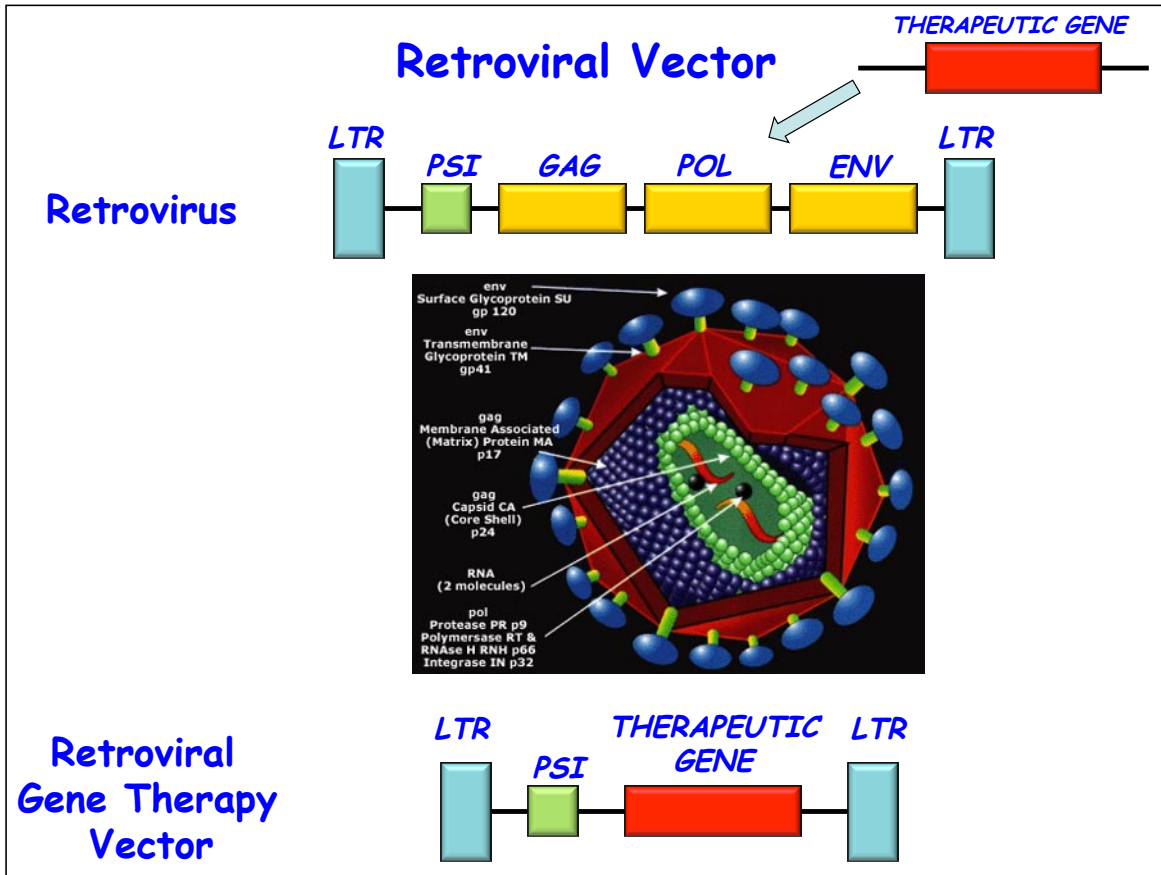 THERAPEUTIC GENE
Retroviral Vector
LTR
LTR
PSI
GAG
POL
ENV
Retrovirus
env
Surface Glycoprotein SU
gp 120
env
Transmembrane
Glycoprotein TM
gp41
gag
Membrane Associated
(Matrix) Protein MA
p17
gag
Capsid CA
(Core Shell)
p24
RNA
(2 molecules)
pol
Protease PR p9
Polymersase RT &
RNAse H RNH p66
Integrase IN p32
LTR
THERAPEUTIC
GENE
LTR
PSI
Retroviral
Gene Therapy
Vector